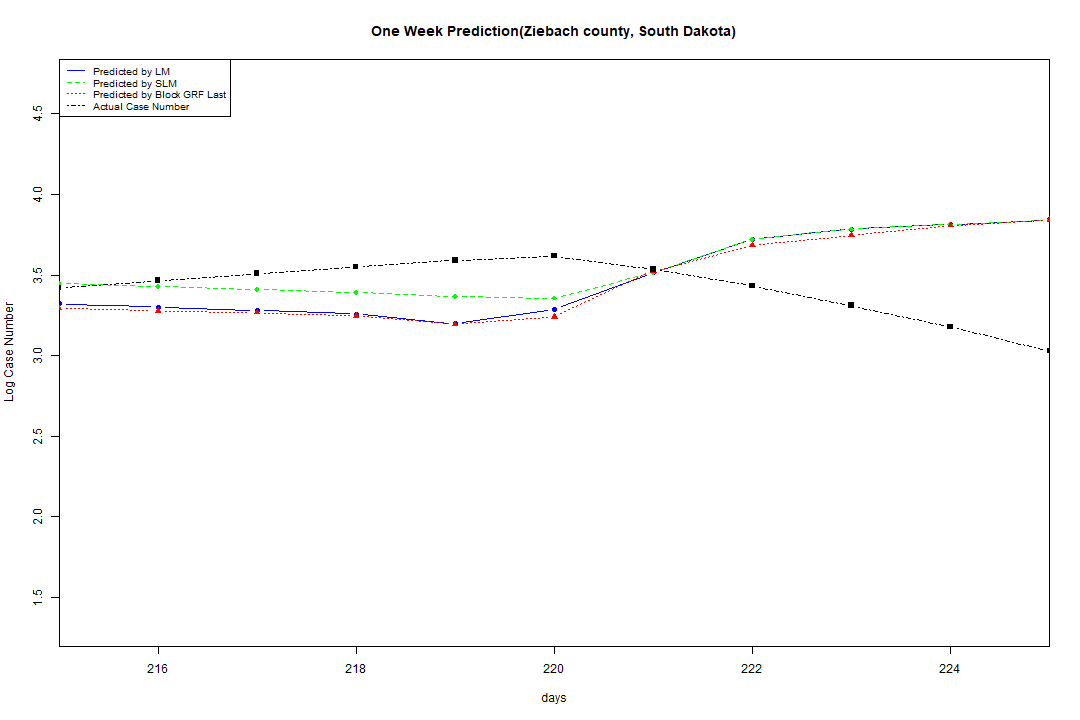 One Week Prediction(Ziebach county, South Dakota)
Predicted by LM
Predicted by SLM
Predicted by Block GRF Last
Actual Case Number
4.5
4.0
3.5
3.0
2.5
2.0
1.5
Log Case Number
216
218
220
222
224
days